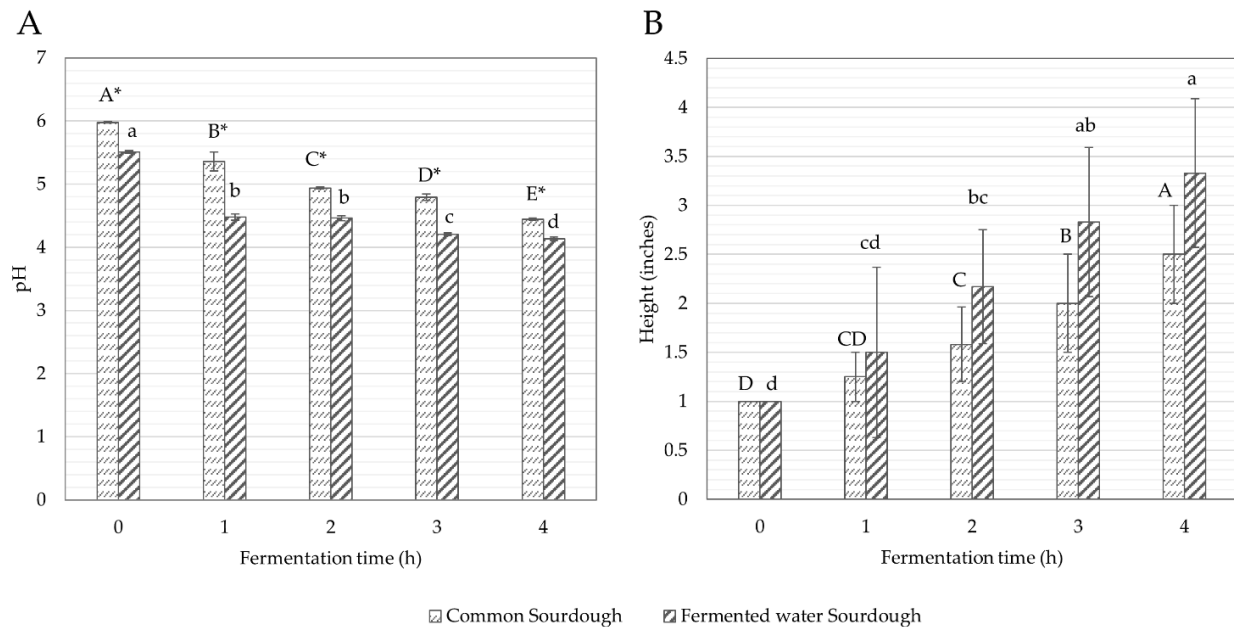 A
pH
7
6
5
4
3
2
1
0
A*
a
B*
b
C*
b
D*
c
E*
d
0 1 2 3 4
Fermentation time (h)
B
Height (inches)
4.5
4
3.5
3
2.5
2
1.5
1
0.5
0
D d
CD
cd
C
bc
B
ab
A
a
0 1 2 3 4
Fermentation time (h)
Common Sourdough Fermented water Sourdough